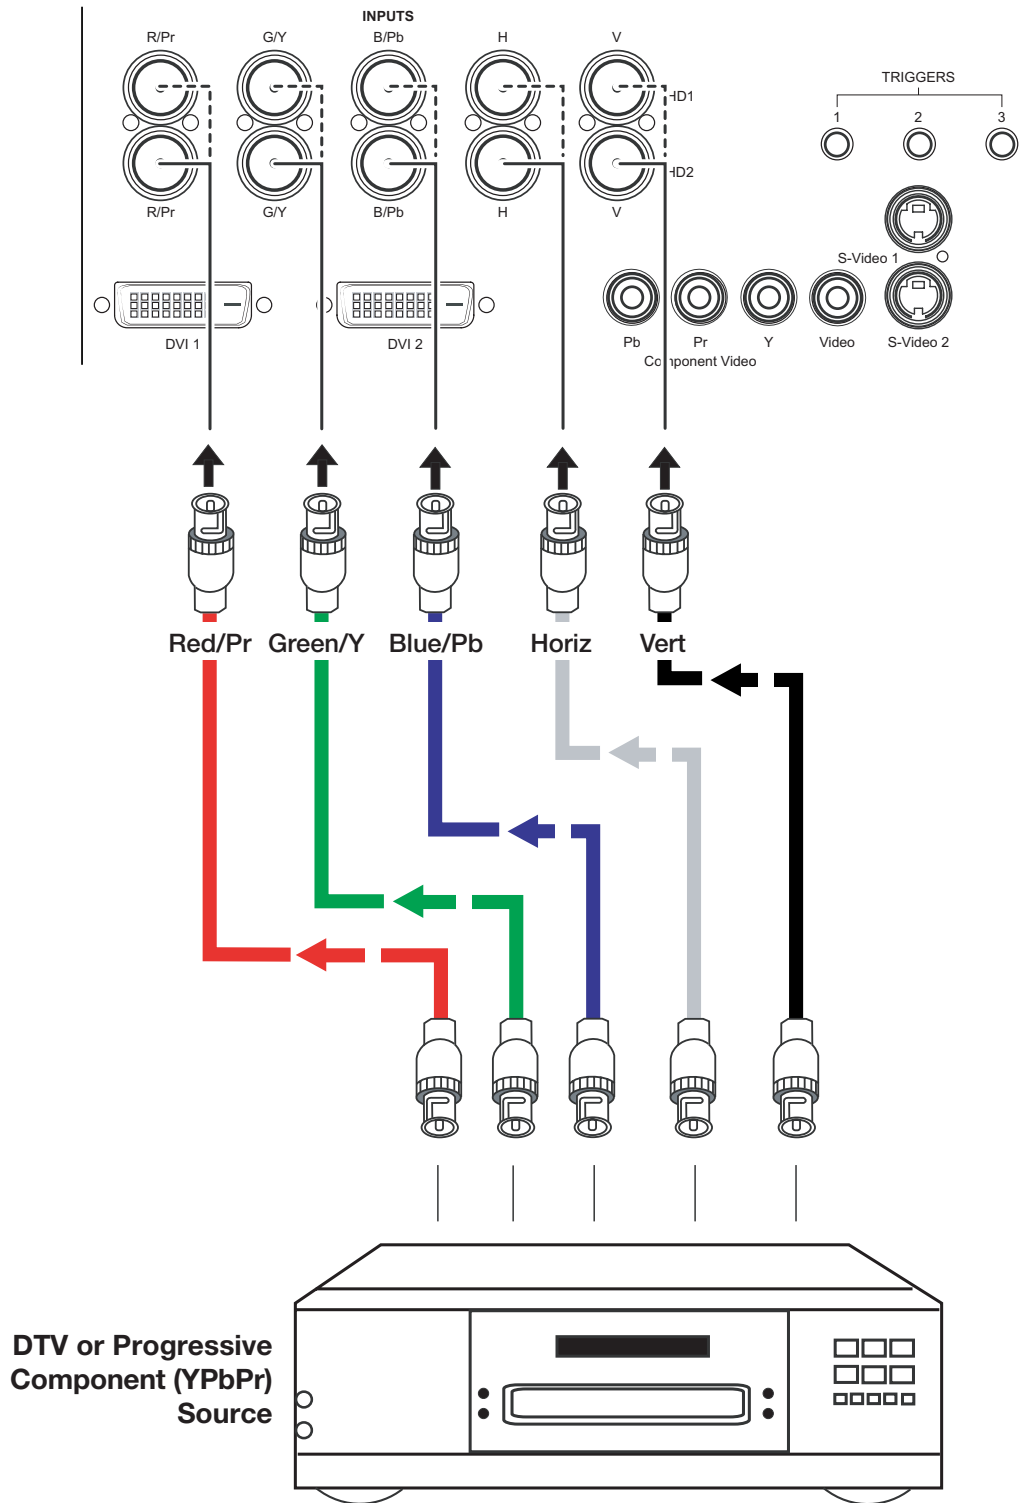 INPUTS
R/Pr G/Y B/Pb H V
HD1
TRIGGERS
1 2 3
HD2
R/Pr G/Y B/Pb H V
S-Video 1
DVI 1 DVI 2
Pb Pr Y Video S-Video 2
Component Video
Red/Pr Green/Y Blue/Pb Horiz Vert
DTV or Progressive
Component (YPbPr)
Source